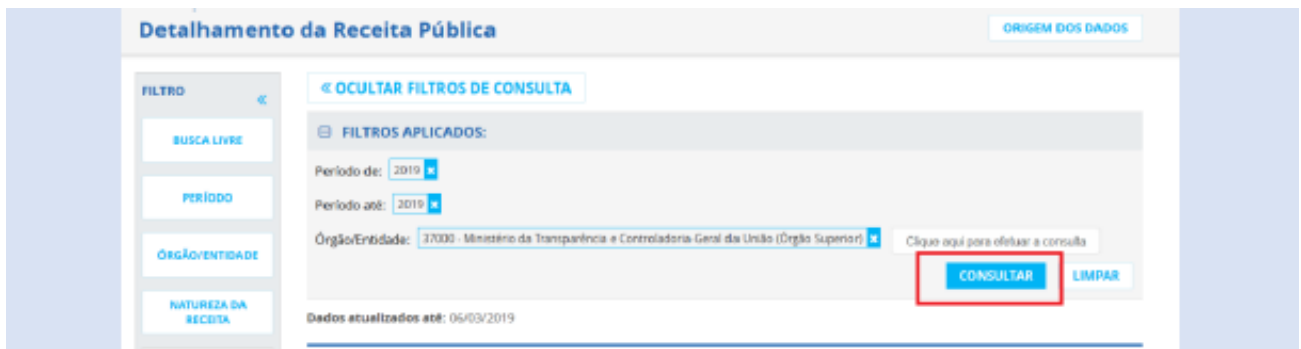 Detalhamento da Receita Pública
ORIGEM DOS DADOS
FILTRO «
« OCULTAR FILTROS DE CONSULTA
BUSCA LIVRE
FILTROS APLICADOS:
Período de: 2019 x
PERÍODO
Período até: 2019 x
Órgão/Entidade: 37000 - Ministério da Transparência e Controladoria-Geral da União (Órgão Superior) x
Clique aqui para efetuar a consulta
ÓRGÃO/ENTIDADE
CONSULTAR
LIMPAR
NATUREZA DA
RECEITA
Dados atualizados até: 06/03/2019